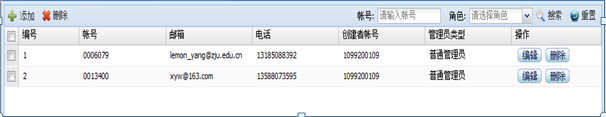 添加 删除 帐号: 请输入帐号 角色: 请选择角色 搜索 重置
编号 帐号 邮箱 电话 创建者帐号 管理员类型 操作
1 0006079 lemon_yang@zju.edu.cn 13185088392 1099200109 普通管理员 编辑 删除
2 0013400 xyw@163.com 13588073595 1099200109 普通管理员 编辑 删除